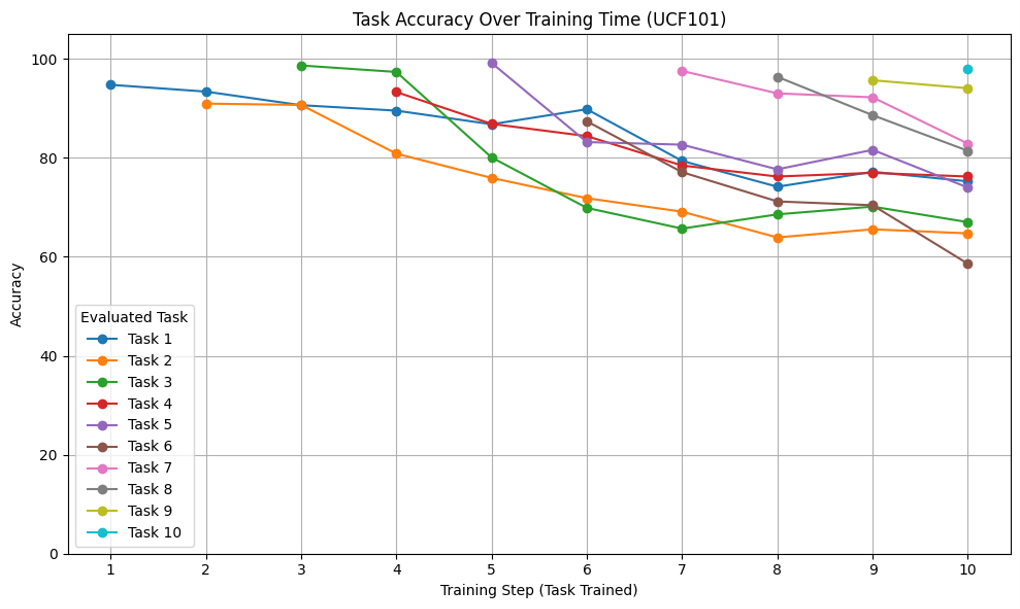 Task Accuracy Over Training Time (UCF101)
Accuracy
100
80
60
40
20
0
Evaluated Task
Task 1
Task 2
Task 3
Task 4
Task 5
Task 6
Task 7
Task 8
Task 9
Task 10
1 2 3 4 5 6 7 8 9 10
Training Step (Task Trained)